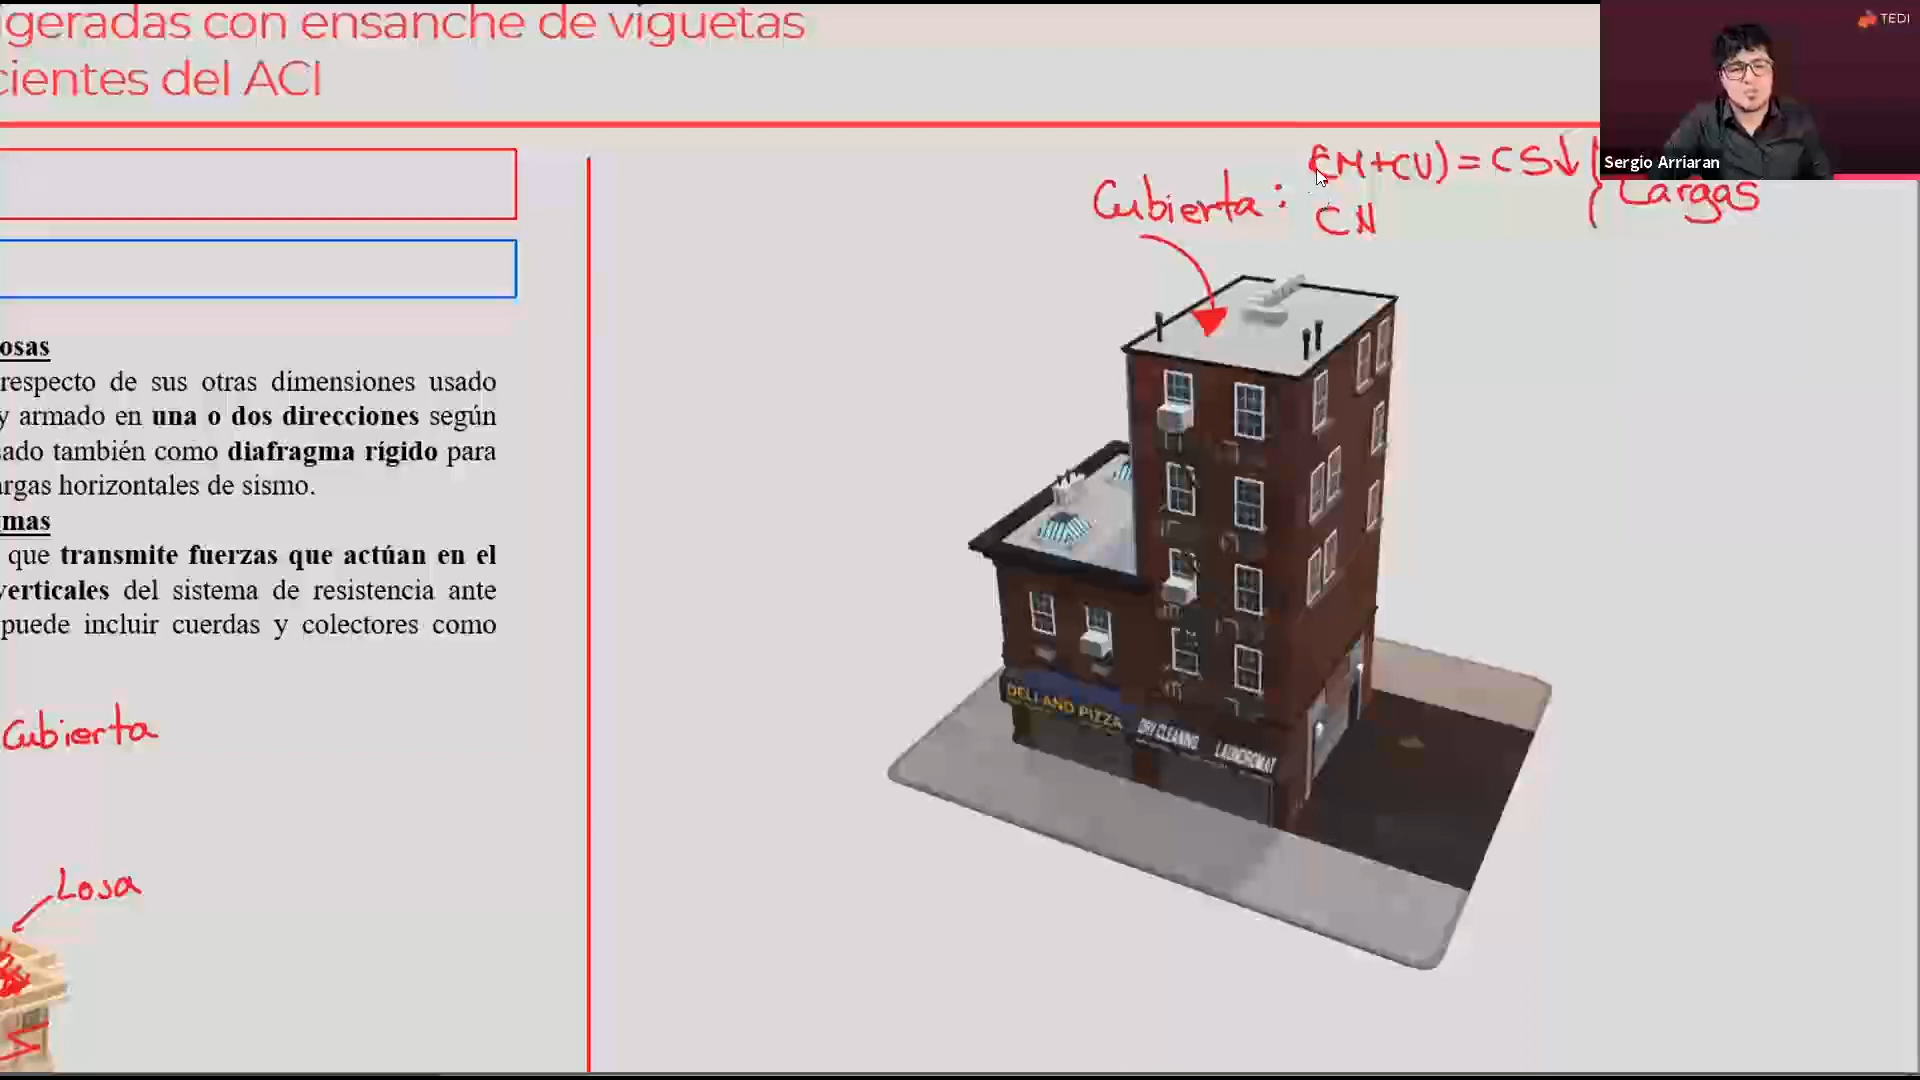 igeradas con ensanche de viguetas
cientes del ACI
TEDI
Sergio Arriaran
(CM+CV) = CS↓
Cubierta:
CN
Cargas
osas
respecto de sus otras dimensiones usado
y armado en una o dos direcciones según
sado también como diafragma rígido para
argas horizontales de sismo.
mas
que transmite fuerzas que actúan en el
verticales del sistema de resistencia ante
puede incluir cuerdas y colectores como
Cubierta
Losa
DELI AND PIZZA
DRY CLEANING
LAUNDROMAT